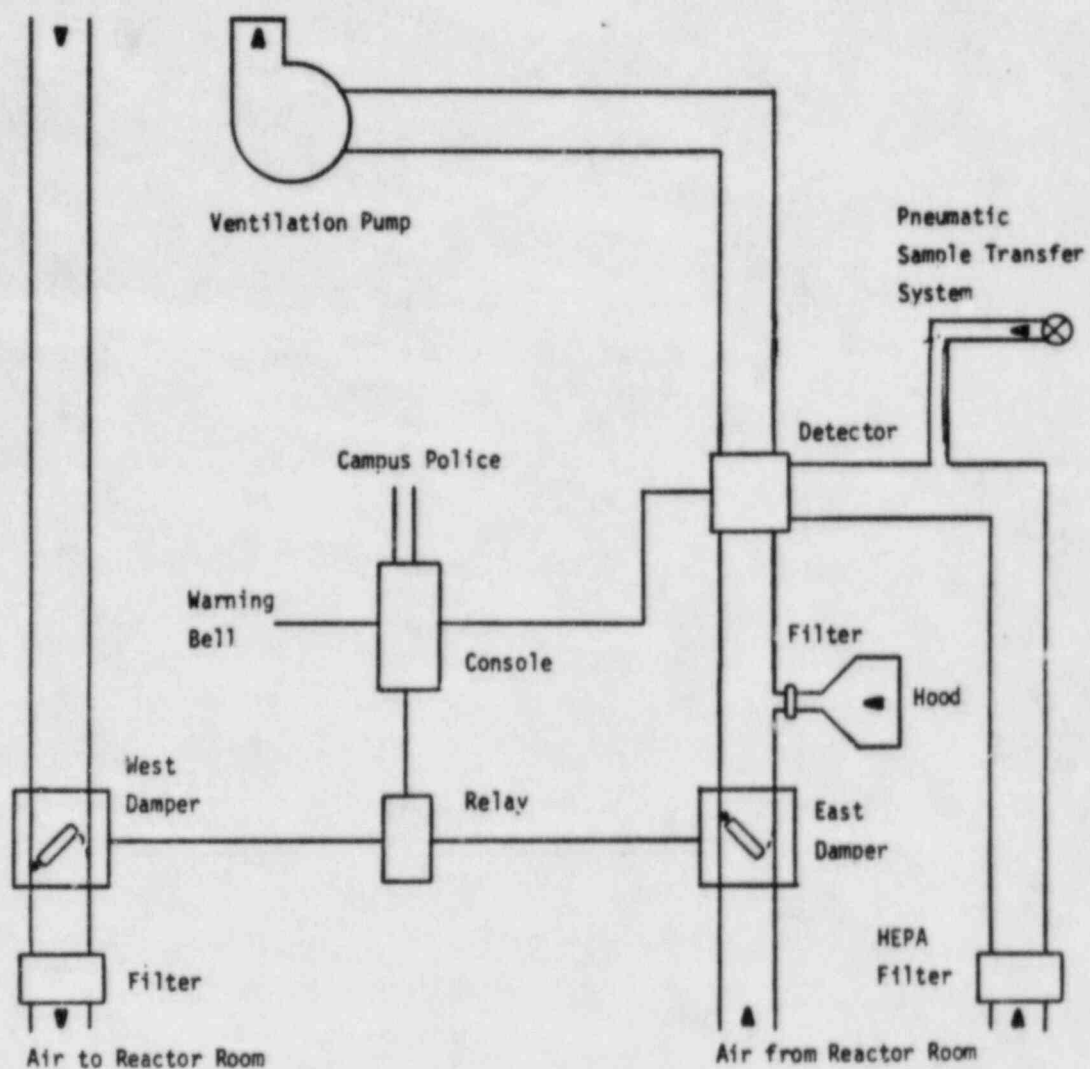 Ventilation Pump
Pneumatic
Sample Transfer
System
Detector
Campus Police
Warning
Bell
Console
Filter
Hood
West
Damper
Relay
East
Damper
HEPA
Filter
Filter
Air to Reactor Room
Air from Reactor Room